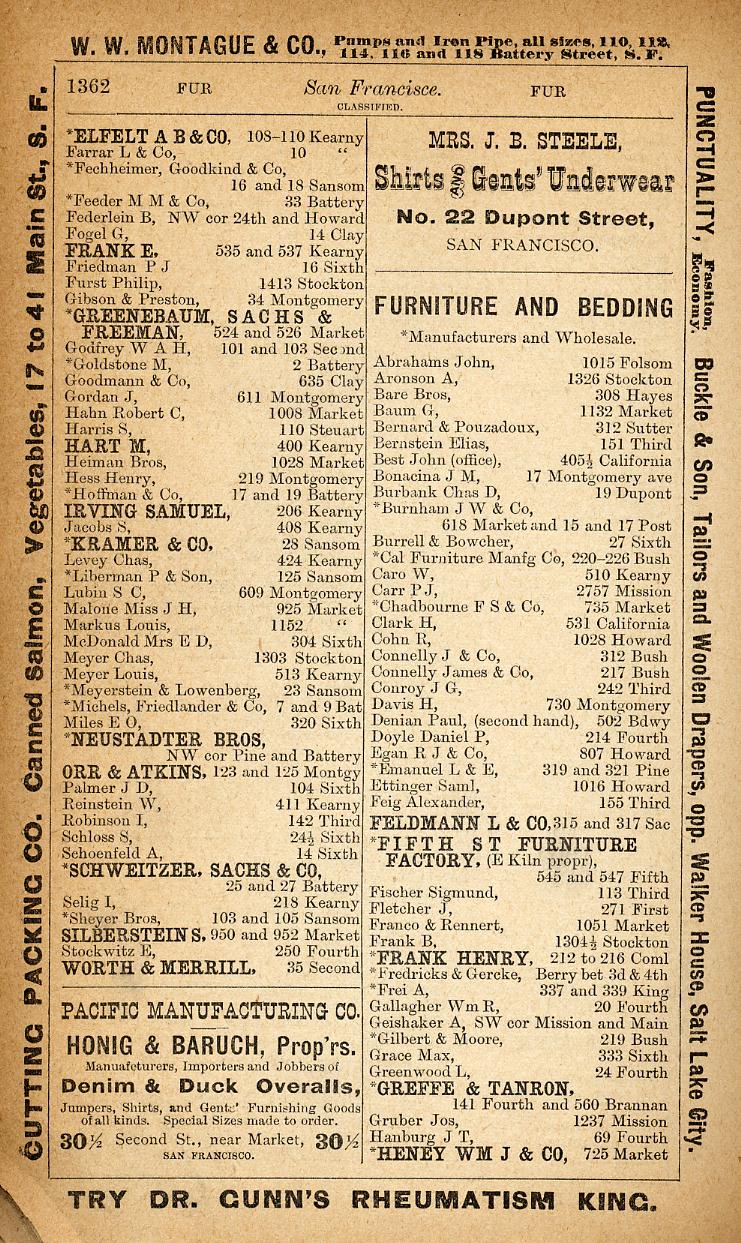 W. W. MONTAGUE & CO., Pumps and Iron Pipe, all sizes, 110, 112,
114, 116 and 118 Battery Street, S. F.
CUTTING PACKING CO. Canned Salmon, Vegetables, 17 to 41 Main St., S. F.
1362 FUR San Francisco. FUR
CLASSIFIED.
*ELFELT A B & CO, 108–110 Kearny
Farrar L & Co, 10 “
*Fechheimer, Goodkind & Co,
16 and 18 Sansom
*Feeder M M & Co, 33 Battery
Federlein B, NW cor 24th and Howard
Fogel G, 14 Clay
FRANK E, 535 and 537 Kearny
Friedman P J 16 Sixth
Furst Philip, 1413 Stockton
Gibson & Preston, 34 Montgomery
*GREENEBAUM, SACHS &
FREEMAN, 524 and 526 Market
Godfrey W A H, 101 and 103 Second
*Goldstone M, 2 Battery
Goodmann & Co, 635 Clay
Gordan J, 611 Montgomery
Hahn Robert C, 1008 Market
Harris S, 110 Steuart
HART M, 400 Kearny
Heiman Bros, 1028 Market
Hess Henry, 219 Montgomery
*Hoffman & Co, 17 and 19 Battery
IRVING SAMUEL, 206 Kearny
Jacobs S, 408 Kearny
*KRAMER & CO, 28 Sansom
Levey Chas, 424 Kearny
*Liberman P & Son, 125 Sansom
Lubin S C, 609 Montgomery
Malone Miss J H, 925 Market
Markus Louis, 1152 “
McDonald Mrs E D, 304 Sixth
Meyer Chas, 1303 Stockton
Meyer Louis, 513 Kearny
*Meyerstein & Lowenberg, 23 Sansom
*Michels, Friedlander & Co, 7 and 9 Bat
Miles E O, 320 Sixth
*NEUSTADTER BROS,
NW cor Pine and Battery
ORR & ATKINS, 123 and 125 Montgy
Palmer J D, 104 Sixth
Reinstein W, 411 Kearny
Robinson I, 142 Third
Schloss S, 24½ Sixth
Schoenfeld A, 14 Sixth
*SCHWEITZER, SACHS & CO,
25 and 27 Battery
Selig I, 218 Kearny
*Sheyer Bros, 103 and 105 Sansom
SILBERSTEIN S, 950 and 952 Market
Stockwitz E, 250 Fourth
WORTH & MERRILL, 35 Second
PACIFIC MANUFACTURING CO.
HONIG & BARUCH, Prop'rs.
Manufacturers, Importers and Jobbers of
Denim & Duck Overalls,
Jumpers, Shirts, and Gents' Furnishing Goods
of all kinds. Special Sizes made to order.
30½ Second St., near Market, 30½
SAN FRANCISCO.
MRS. J. B. STEELE,
Shirts AND Gents' Underwear
No. 22 Dupont Street,
SAN FRANCISCO.
FURNITURE AND BEDDING
*Manufacturers and Wholesale.
Abrahams John, 1015 Folsom
Aronson A, 1326 Stockton
Bare Bros, 308 Hayes
Baum G, 1132 Market
Bernard & Pouzadoux, 312 Sutter
Bernstein Elias, 151 Third
Best John (office), 405½ California
Bonacina J M, 17 Montgomery ave
Burbank Chas D, 19 Dupont
*Burnham J W & Co,
618 Market and 15 and 17 Post
Burrell & Bowcher, 27 Sixth
*Cal Furniture Manfg Co, 220–226 Bush
Caro W, 510 Kearny
Carr P J, 2757 Mission
*Chadbourne F S & Co, 735 Market
Clark H, 531 California
Cohn R, 1028 Howard
Connelly J & Co, 312 Bush
Connelly James & Co, 217 Bush
Conroy J G, 242 Third
Davis H, 730 Montgomery
Denian Paul, (second hand), 502 Bdwy
Doyle Daniel P, 214 Fourth
Egan R J & Co, 807 Howard
*Emanuel L & E, 319 and 321 Pine
Ettinger Saml, 1016 Howard
Feig Alexander, 155 Third
FELDMANN L & CO, 315 and 317 Sac
*FIFTH ST FURNITURE
FACTORY, (E Kiln propr),
545 and 547 Fifth
Fischer Sigmund, 113 Third
Fletcher J, 271 First
Franco & Rennert, 1051 Market
Frank B, 1304½ Stockton
*FRANK HENRY, 212 to 216 Coml
*Fredricks & Gercke, Berry bet 3d & 4th
*Frei A, 337 and 339 King
Gallagher Wm R, 20 Fourth
Geishaker A, SW cor Mission and Main
*Gilbert & Moore, 219 Bush
Grace Max, 333 Sixth
Greenwood L, 24 Fourth
*GREFFE & TANRON,
141 Fourth and 560 Brannan
Gruber Jos, 1237 Mission
Hanburg J T, 69 Fourth
*HENEY WM J & CO, 725 Market
PUNCTUALITY, Fashion, Economy. Buckle & Son, Tailors and Woolen Drapers, opp. Walker House, Salt Lake City.
TRY DR. GUNN'S RHEUMATISM KING.